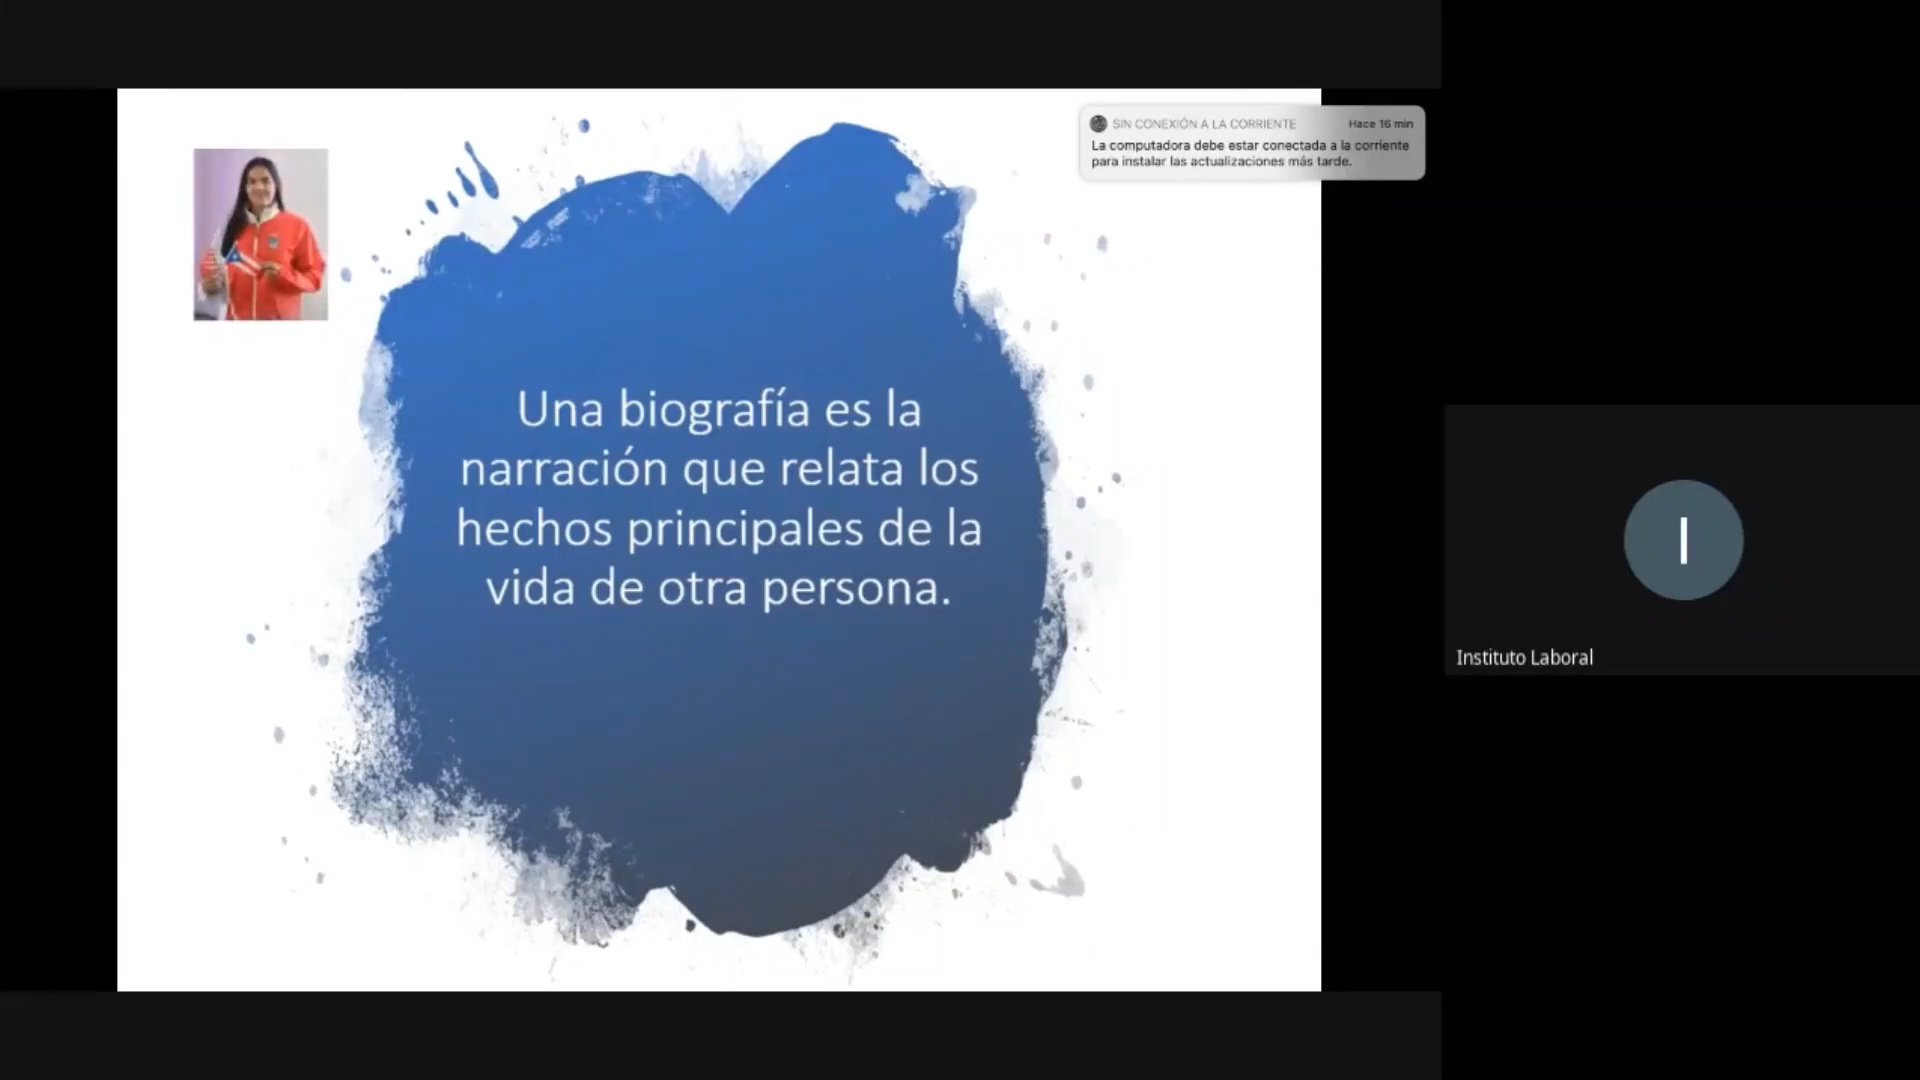 SIN CONEXIÓN A LA CORRIENTE
Hace 16 min
La computadora debe estar conectada a la corriente
para instalar las actualizaciones más tarde.
Una biografía es la
narración que relata los
hechos principales de la
vida de otra persona.
I
Instituto Laboral